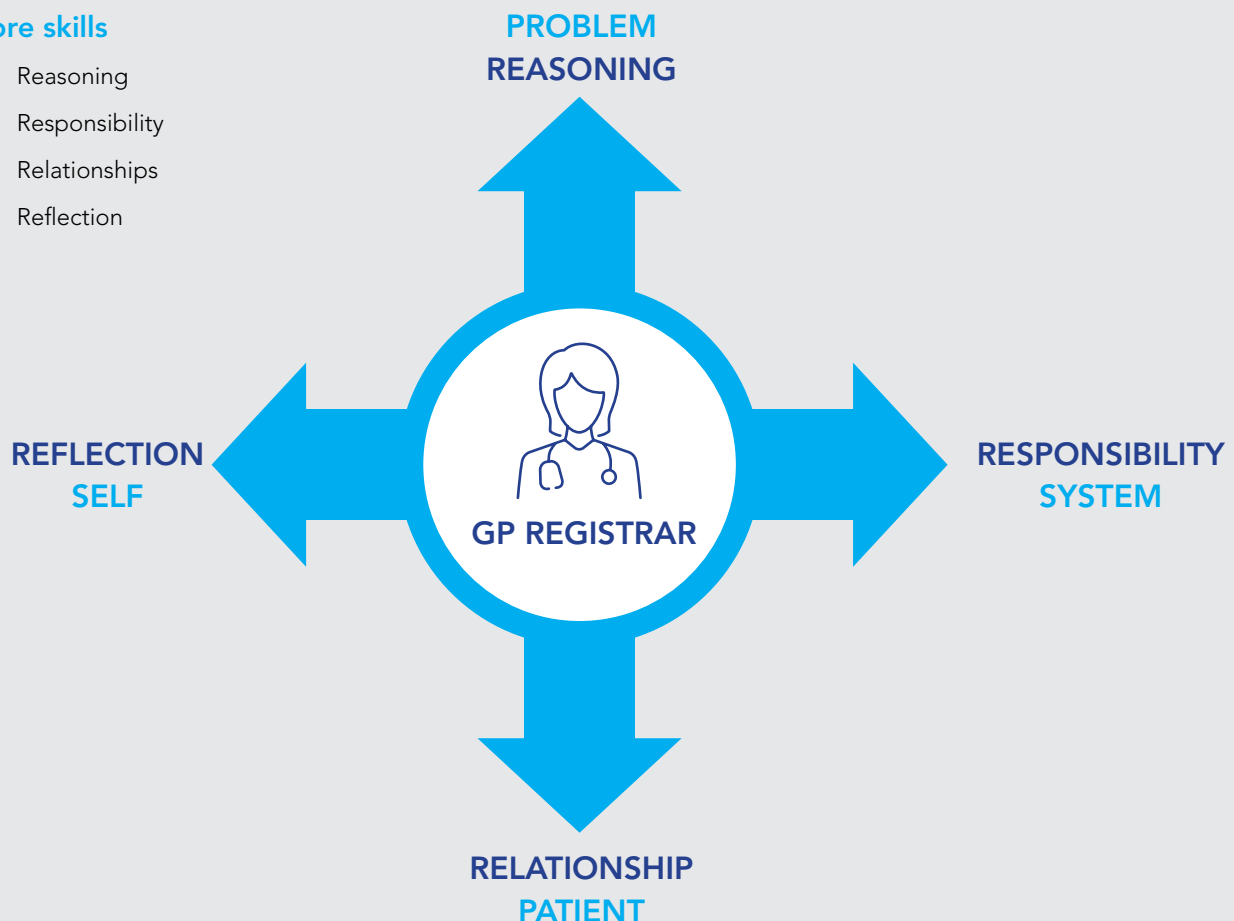 ore skills
Reasoning
Responsibility
Relationships
Reflection
PROBLEM
REASONING
REFLECTION
SELF
GP REGISTRAR
RESPONSIBILITY
SYSTEM
RELATIONSHIP
PATIENT